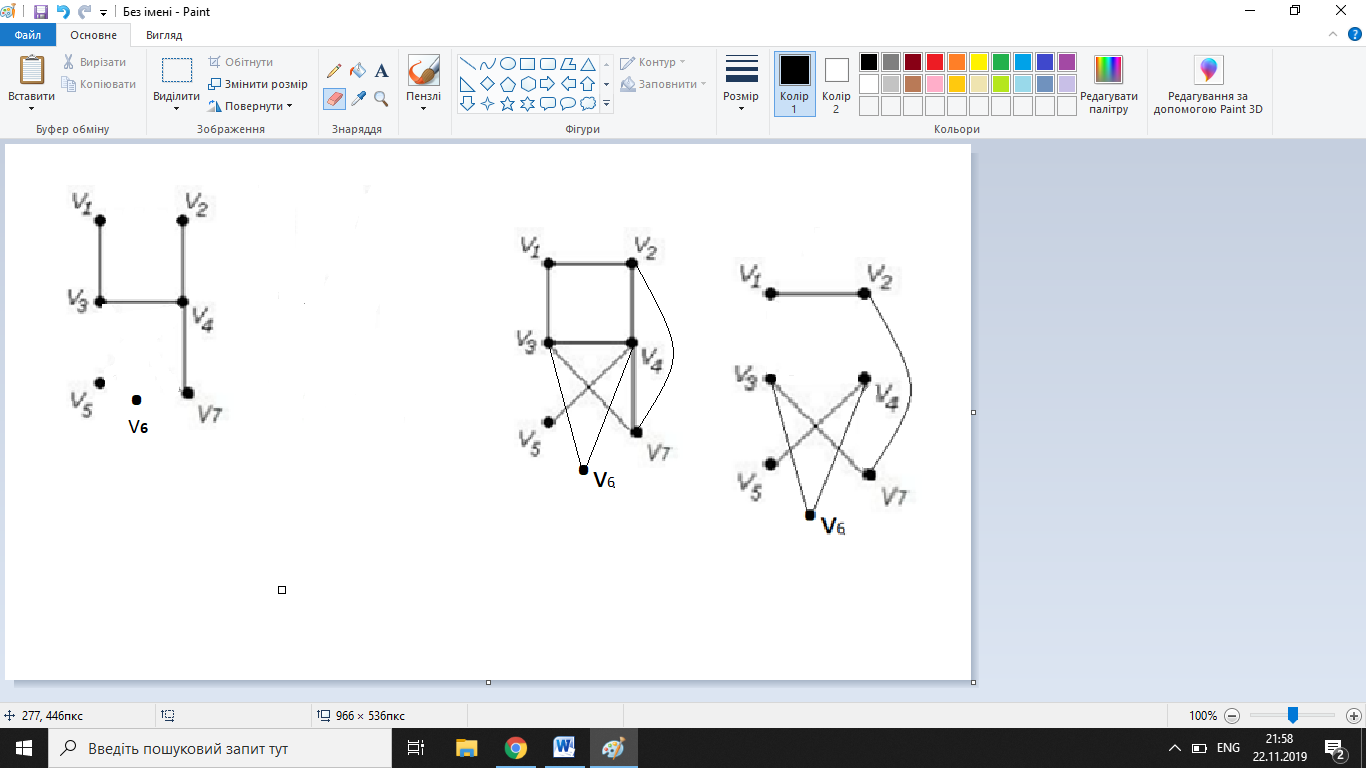 Без імені - Paint
Файл Основне Вигляд
Вставити
Вирізати
Копіювати
Буфер обміну
Виділити
Обітнути
Змінити розмір
Повернути
Зображення
A
Знаряддя
Пензлі
Контур
Заповнити
Фігури
Розмір
Колір 1
Колір 2
Кольори
Редагувати палітру
Редагування за допомогою Paint 3D
V1 V2
V3 V4
V5 V6 V7
V1 V2
V3 V4
V5 V6 V7
V1 V2
V3 V4
V5 V6 V7
277, 446пкс
966 × 536пкс
100%
Введіть пошуковий запит тут
ENG
21:58
22.11.2019
2